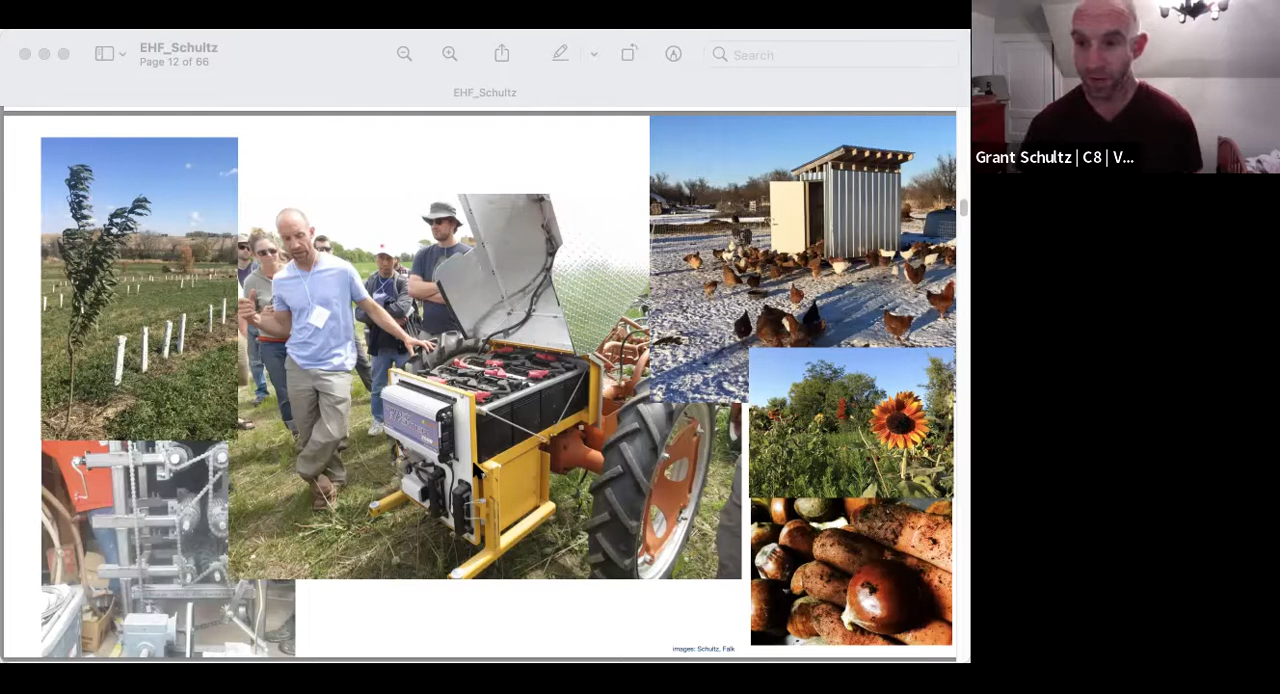 EHF_Schultz
Page 12 of 66
Search
EHF_Schultz
Grant Schultz | C8 | V...
images: Schultz, Falk